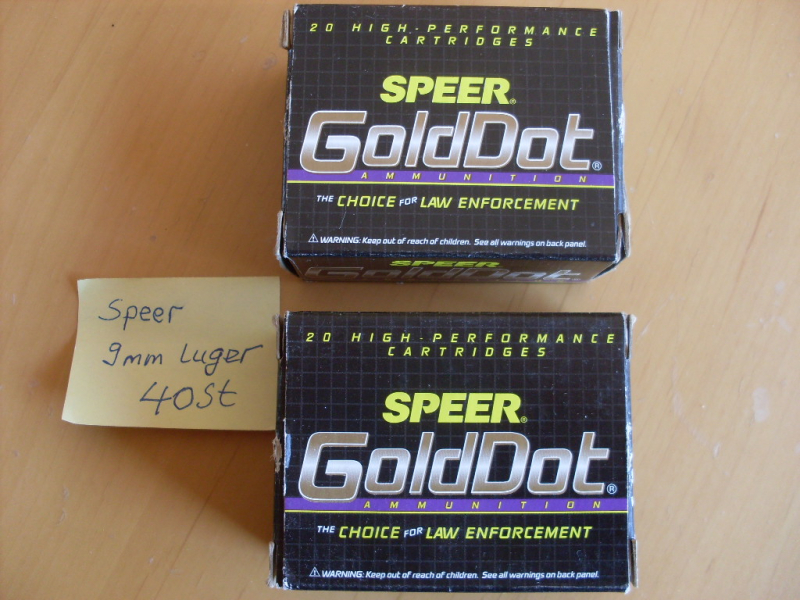 20 HIGH-PERFORMANCE
CARTRIDGES
SPEER®
GoldDot®
AMMUNITION
THE CHOICE FOR LAW ENFORCEMENT
⚠ WARNING: Keep out of reach of children. See all warnings on back panel.
SPEER
GoldDot
Speer
9mm Luger
40St
20 HIGH-PERFORMANCE
CARTRIDGES
SPEER®
GoldDot®
AMMUNITION
THE CHOICE FOR LAW ENFORCEMENT
⚠ WARNING: Keep out of reach of children. See all warnings on back panel.